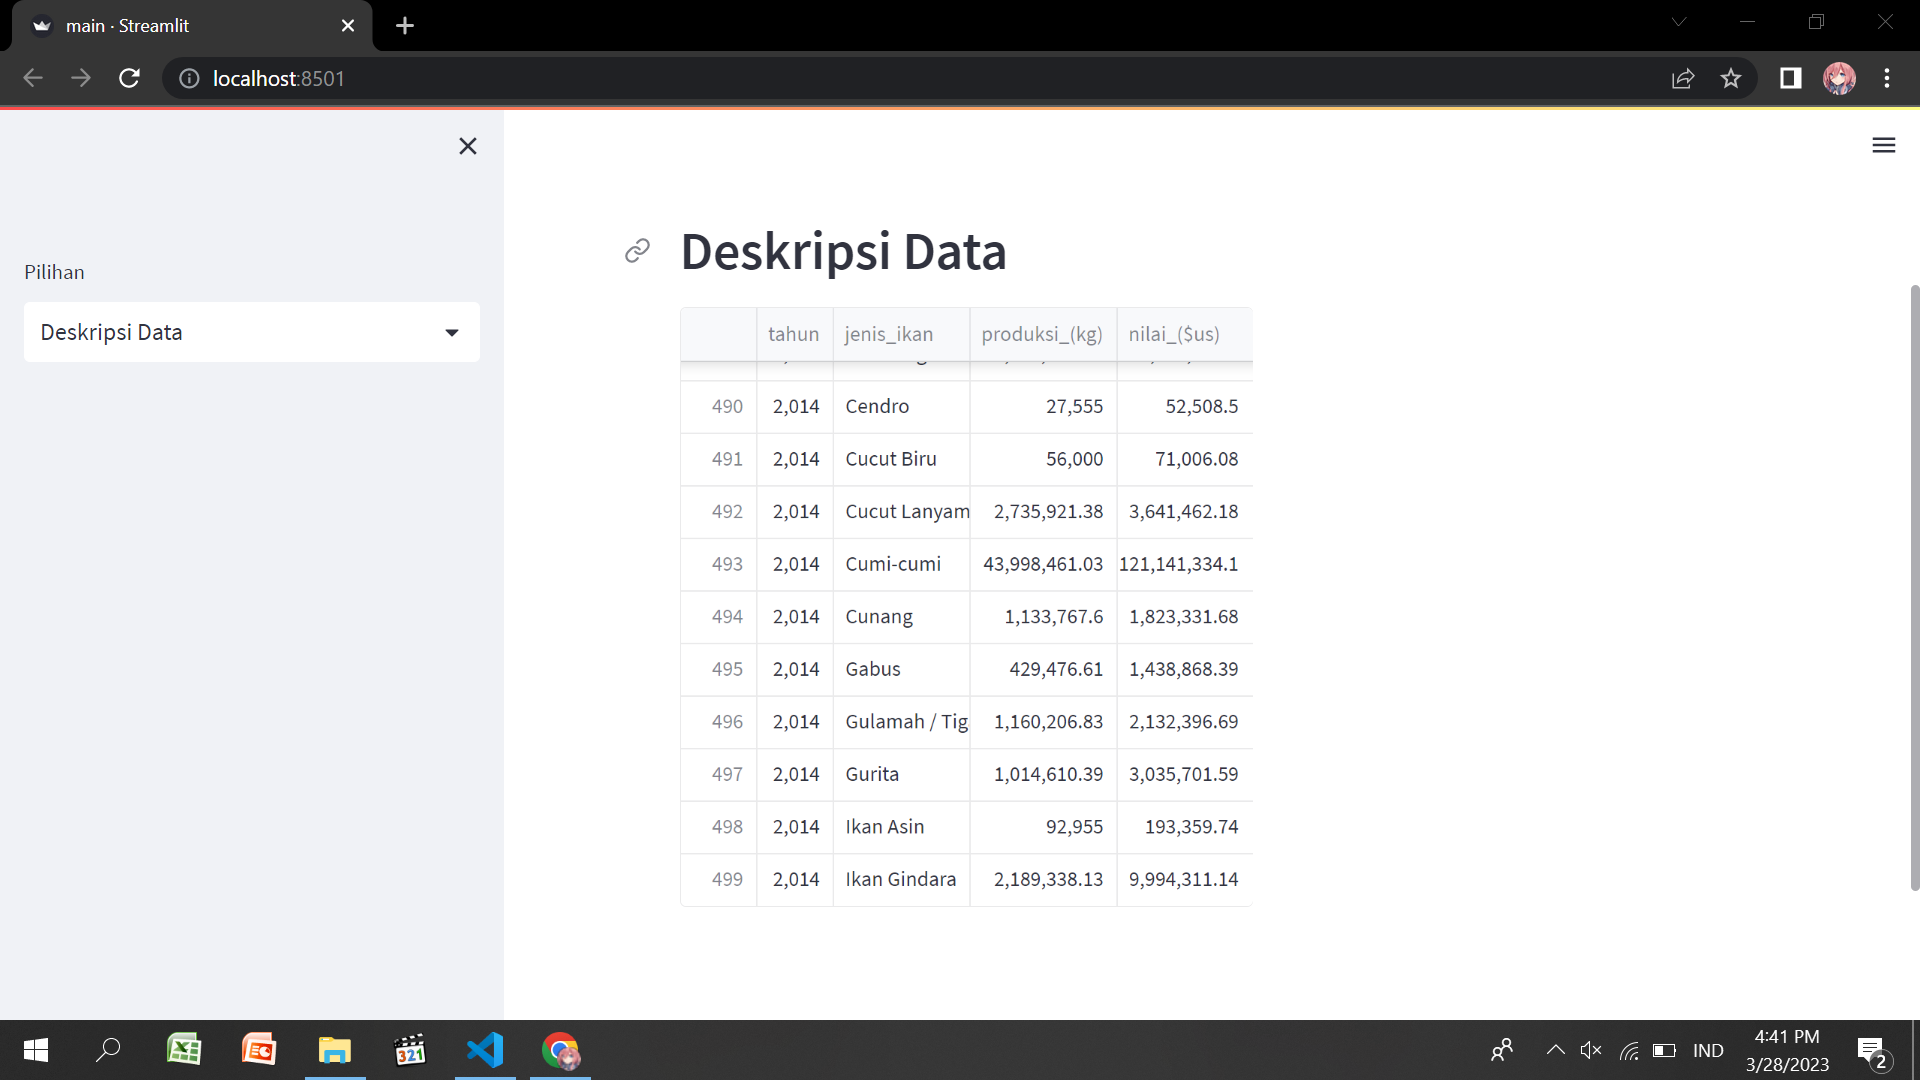 main · Streamlit
localhost:8501
Pilihan
Deskripsi Data
Deskripsi Data
tahun jenis_ikan produksi_(kg) nilai_($us)
490 2,014 Cendro 27,555 52,508.5
491 2,014 Cucut Biru 56,000 71,006.08
492 2,014 Cucut Lanyam 2,735,921.38 3,641,462.18
493 2,014 Cumi-cumi 43,998,461.03 121,141,334.1
494 2,014 Cunang 1,133,767.6 1,823,331.68
495 2,014 Gabus 429,476.61 1,438,868.39
496 2,014 Gulamah / Tig 1,160,206.83 2,132,396.69
497 2,014 Gurita 1,014,610.39 3,035,701.59
498 2,014 Ikan Asin 92,955 193,359.74
499 2,014 Ikan Gindara 2,189,338.13 9,994,311.14
321
IND
4:41 PM
3/28/2023
2